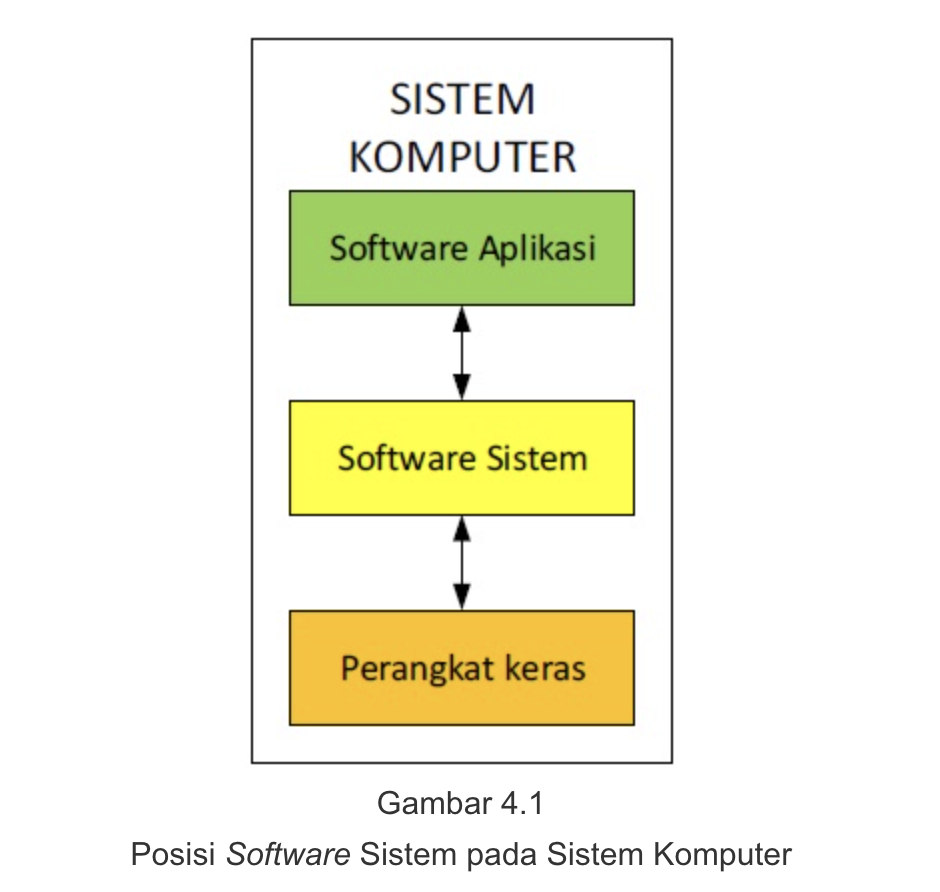 SISTEM
KOMPUTER
Software Aplikasi
Software Sistem
Perangkat keras
Gambar 4.1
Posisi Software Sistem pada Sistem Komputer